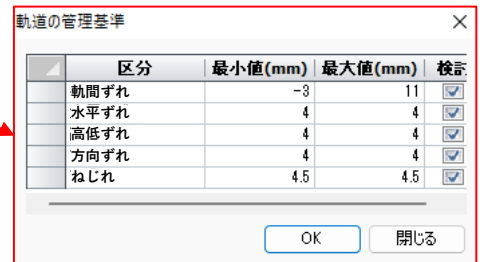 軌道の管理基準
区分 最小値(mm) 最大値(mm) 検討
軌間ずれ -3 11
水平ずれ 4 4
高低ずれ 4 4
方向ずれ 4 4
ねじれ 4.5 4.5
OK 閉じる